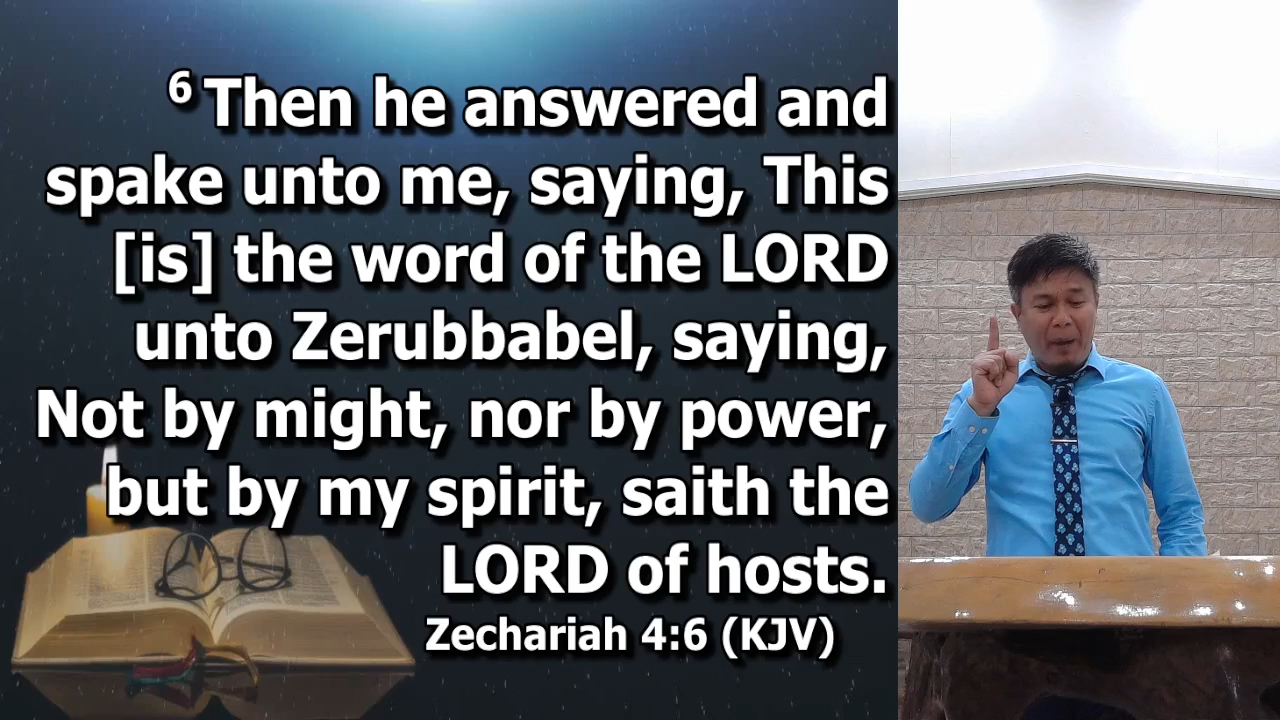 6 Then he answered and
spake unto me, saying, This
[is] the word of the LORD
unto Zerubbabel, saying,
Not by might, nor by power,
but by my spirit, saith the
LORD of hosts.
Zechariah 4:6 (KJV)